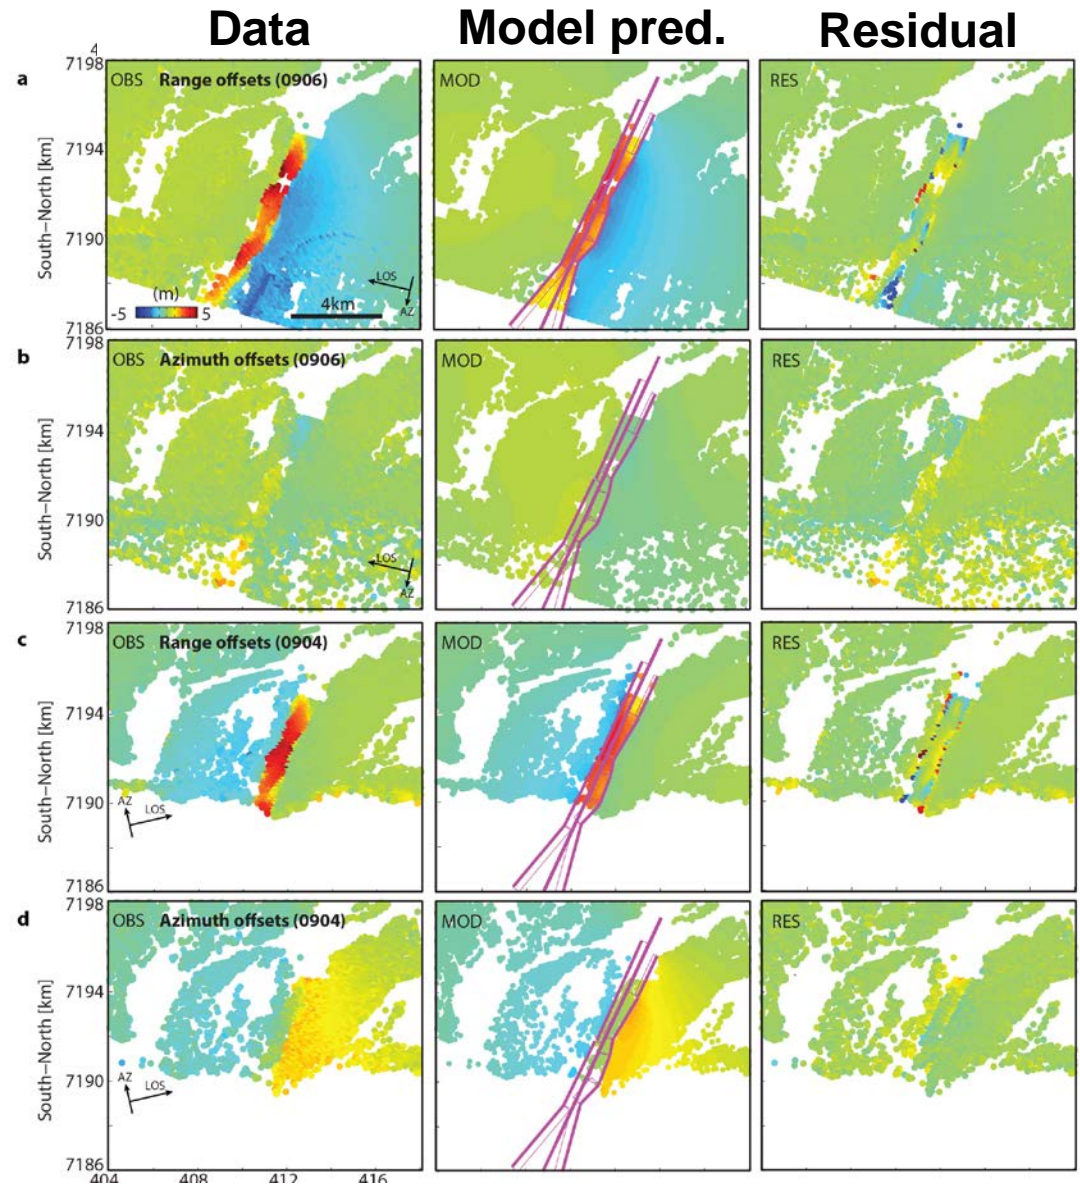 Data Model pred. Residual
4
7198
a OBS Range offsets (0906) MOD RES
7194
South–North [km]
7190
LOS
(m)
-5 5 4km AZ
7186
7198
b OBS Azimuth offsets (0906) MOD RES
7194
South–North [km]
7190
LOS
AZ
7186
7198
c OBS Range offsets (0904) MOD RES
7194
South–North [km]
7190
AZ LOS
7186
7198
d OBS Azimuth offsets (0904) MOD RES
7194
South–North [km]
7190
AZ LOS
7186
404 408 412 416